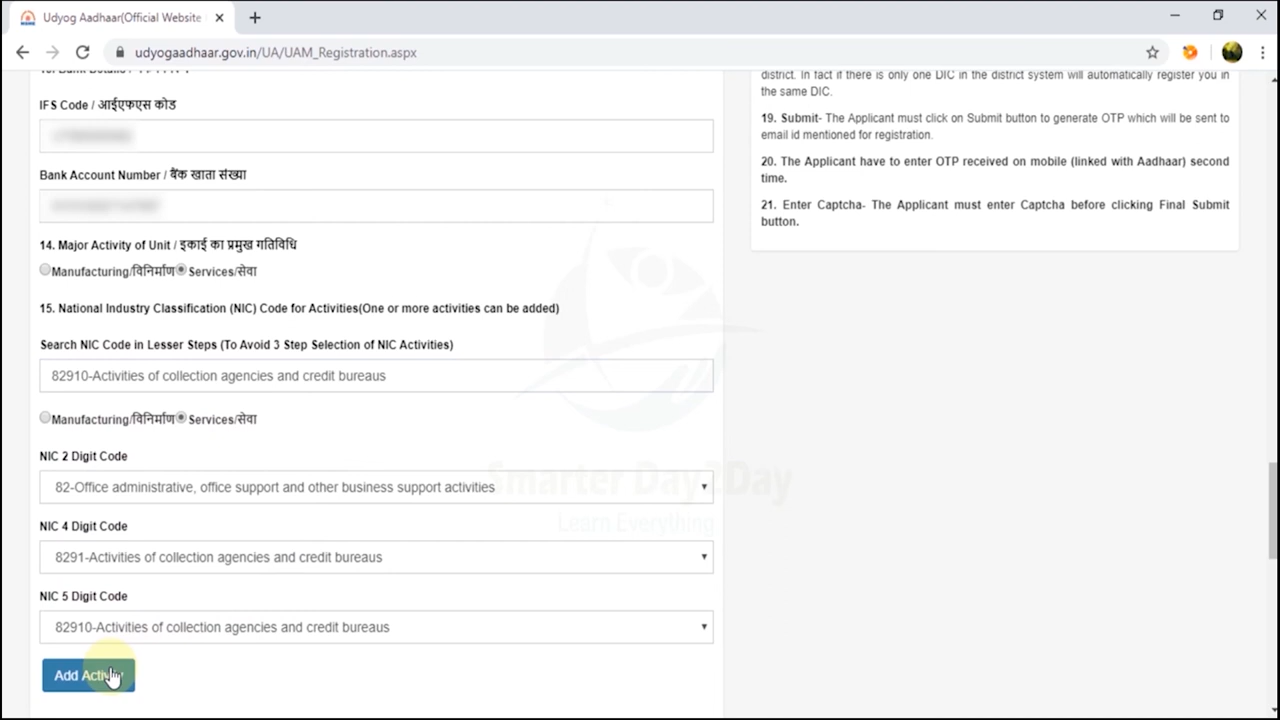 Udyog Aadhaar(Official Website
udyogaadhaar.gov.in/UA/UAM_Registration.aspx
IFS Code / आईएफएस कोड
Bank Account Number / बैंक खाता संख्या
14. Major Activity of Unit / इकाई का प्रमुख गतिविधि
Manufacturing/विनिर्माण Services/सेवा
15. National Industry Classification (NIC) Code for Activities(One or more activities can be added)
Search NIC Code in Lesser Steps (To Avoid 3 Step Selection of NIC Activities)
82910-Activities of collection agencies and credit bureaus
Manufacturing/विनिर्माण Services/सेवा
NIC 2 Digit Code
82-Office administrative, office support and other business support activities
NIC 4 Digit Code
8291-Activities of collection agencies and credit bureaus
NIC 5 Digit Code
82910-Activities of collection agencies and credit bureaus
Add
district. In fact if there is only one DIC in the district system will automatically register you in
the same DIC.
19. Submit- The Applicant must click on Submit button to generate OTP which will be sent to
email id mentioned for registration.
20. The Applicant have to enter OTP received on mobile (linked with Aadhaar) second
time.
21. Enter Captcha- The Applicant must enter Captcha before clicking Final Submit
button.
Smarter Day2Day
Learn Everything